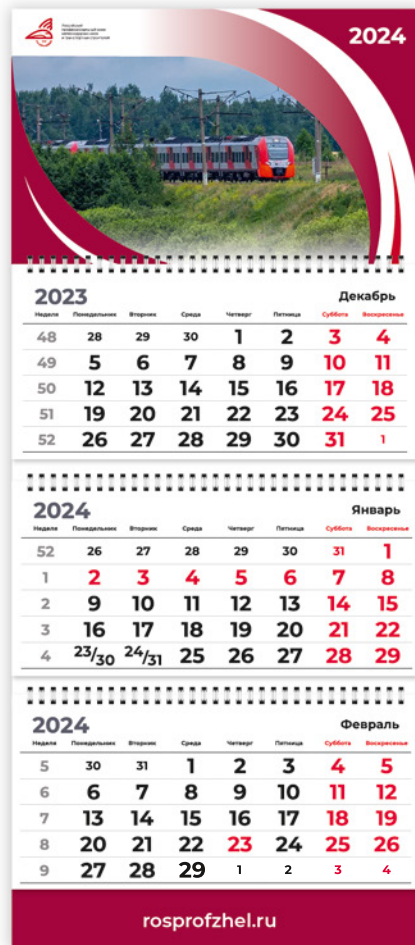 Российский
профессиональный союз
железнодорожников
и транспортных строителей
2024
2023 Декабрь
Неделя Понедельник Вторник Среда Четверг Пятница Суббота Воскресенье
48 28 29 30 1 2 3 4
49 5 6 7 8 9 10 11
50 12 13 14 15 16 17 18
51 19 20 21 22 23 24 25
52 26 27 28 29 30 31 1
2024 Январь
Неделя Понедельник Вторник Среда Четверг Пятница Суббота Воскресенье
52 26 27 28 29 30 31 1
1 2 3 4 5 6 7 8
2 9 10 11 12 13 14 15
3 16 17 18 19 20 21 22
4 23/30 24/31 25 26 27 28 29
2024 Февраль
Неделя Понедельник Вторник Среда Четверг Пятница Суббота Воскресенье
5 30 31 1 2 3 4 5
6 6 7 8 9 10 11 12
7 13 14 15 16 17 18 19
8 20 21 22 23 24 25 26
9 27 28 29 1 2 3 4
rosprofzhel.ru